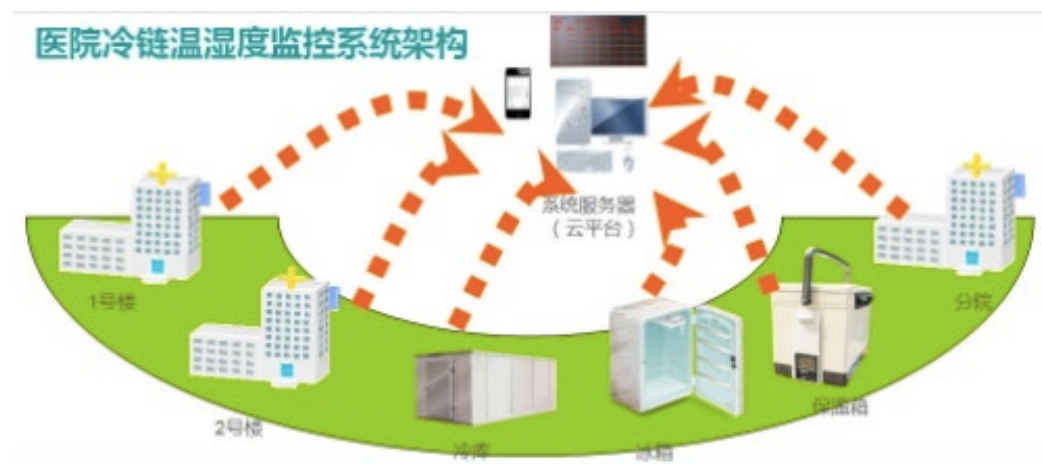 医院冷链温湿度监控系统架构
系统服务器
（云平台）
1号楼
分院
2号楼
保温箱
冷库
冰箱